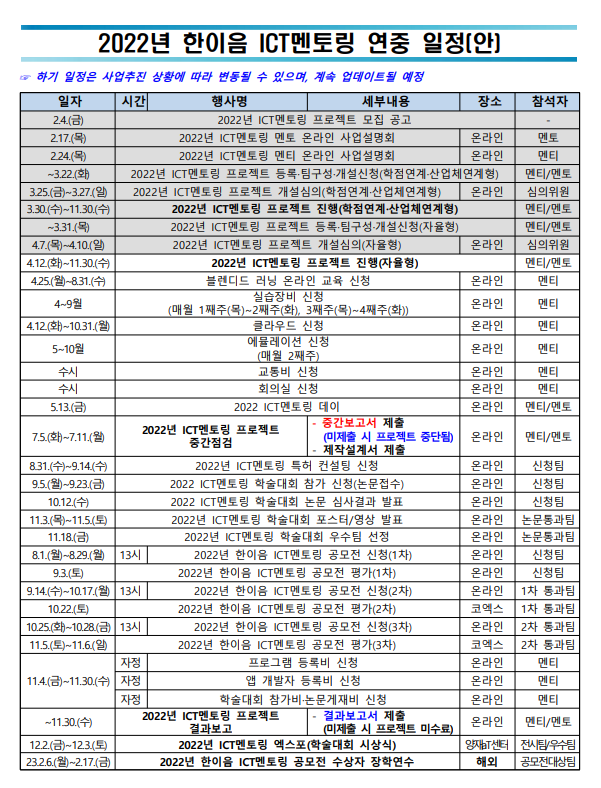 2022년 한이음 ICT멘토링 연중 일정(안)
☞ 하기 일정은 사업추진 상황에 따라 변동될 수 있으며, 계속 업데이트될 예정
일자 시간 행사명 세부내용 장소 참석자
2.4.(금) 2022년 ICT멘토링 프로젝트 모집 공고 -
2.17.(목) 2022년 ICT멘토링 멘토 온라인 사업설명회 온라인 멘토
2.24.(목) 2022년 ICT멘토링 멘티 온라인 사업설명회 온라인 멘티
~3.22.(화) 2022년 ICT멘토링 프로젝트 등록·팀구성·개설신청(학점연계·산업체연계형) 멘티/멘토
3.25.(금)~3.27.(일) 2022년 ICT멘토링 프로젝트 개설심의(학점연계·산업체연계형) 온라인 심의위원
3.30.(수)~11.30.(수) 2022년 ICT멘토링 프로젝트 진행(학점연계·산업체연계형) 멘티/멘토
~3.31.(목) 2022년 ICT멘토링 프로젝트 등록·팀구성·개설신청(자율형) 멘티/멘토
4.7.(목)~4.10.(일) 2022년 ICT멘토링 프로젝트 개설심의(자율형) 온라인 심의위원
4.12.(화)~11.30.(수) 2022년 ICT멘토링 프로젝트 진행(자율형) 멘티/멘토
4.25.(월)~8.31.(수) 블렌디드 러닝 온라인 교육 신청 온라인 멘티
4~9월 실습장비 신청 온라인 멘티
(매월 1째주(목)~2째주(화), 3째주(목)~4째주(화))
4.12.(화)~10.31.(월) 클라우드 신청 온라인 멘티
5~10월 에뮬레이션 신청 온라인 멘티
(매월 2째주)
수시 교통비 신청 온라인 멘티
수시 회의실 신청 온라인 멘티
5.13.(금) 2022 ICT멘토링 데이 온라인 멘티/멘토
7.5.(화)~7.11.(월) 2022년 ICT멘토링 프로젝트 중간점검 - 중간보고서 제출 온라인 멘티/멘토
(미제출 시 프로젝트 중단됨)
- 제작설계서 제출
8.31.(수)~9.14.(수) 2022년 ICT멘토링 특허 컨설팅 신청 온라인 신청팀
9.5.(월)~9.23.(금) 2022 ICT멘토링 학술대회 참가 신청(논문접수) 온라인 신청팀
10.12.(수) 2022 ICT멘토링 학술대회 논문 심사결과 발표 온라인 신청팀
11.3.(목)~11.5.(토) 2022 ICT멘토링 학술대회 포스터/영상 발표 온라인 논문통과팀
11.18.(금) 2022 ICT멘토링 학술대회 우수팀 선정 온라인 논문통과팀
8.1.(월)~8.29.(월) 13시 2022년 한이음 ICT멘토링 공모전 신청(1차) 온라인 신청팀
9.3.(토) 2022년 한이음 ICT멘토링 공모전 평가(1차) 온라인 신청팀
9.14.(수)~10.17.(월) 13시 2022년 한이음 ICT멘토링 공모전 신청(2차) 온라인 1차 통과팀
10.22.(토) 2022년 한이음 ICT멘토링 공모전 평가(2차) 코엑스 1차 통과팀
10.25.(화)~10.28.(금) 13시 2022년 한이음 ICT멘토링 공모전 신청(3차) 온라인 2차 통과팀
11.5.(토)~11.6.(일) 2022년 한이음 ICT멘토링 공모전 평가(3차) 코엑스 2차 통과팀
11.4.(금)~11.30.(수) 자정 프로그램 등록비 신청 온라인 멘티
자정 앱 개발자 등록비 신청 온라인 멘티
자정 학술대회 참가비·논문게재비 신청 온라인 멘티
~11.30.(수) 2022년 ICT멘토링 프로젝트 결과보고 - 결과보고서 제출 온라인 멘티/멘토
(미제출 시 프로젝트 미수료)
12.2.(금)~12.3.(토) 2022년 ICT멘토링 엑스포(학술대회 시상식) 양재aT센터 전시팀/우수팀
23.2.6.(월)~2.17.(금) 2022년 한이음 ICT멘토링 공모전 수상자 장학연수 해외 공모전대상팀